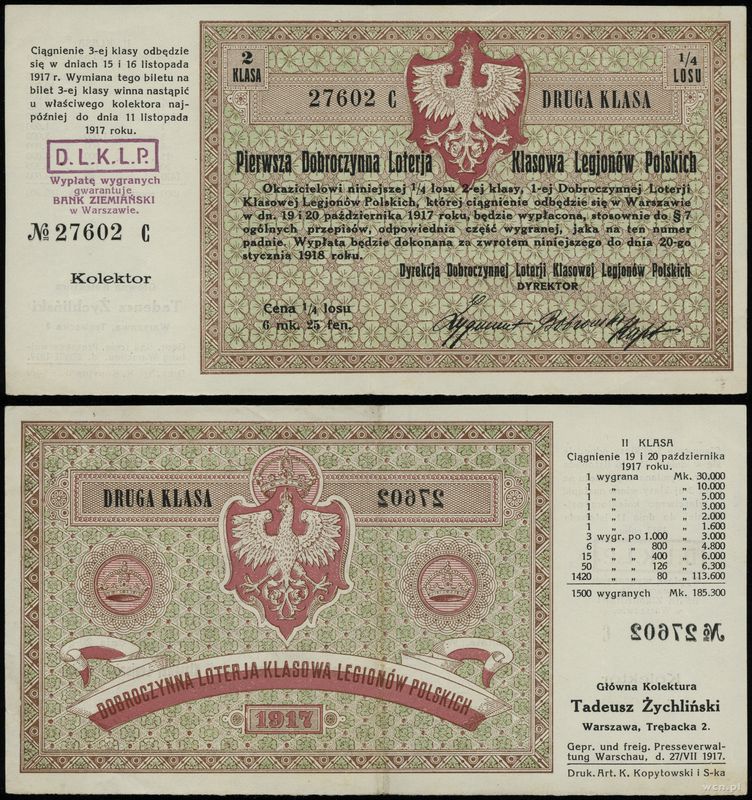 Ciągnienie 3-ej klasy odbędzie
się w dniach 15 i 16 listopada
1917 r. Wymiana tego biletu na
bilet 3-ej klasy winna nastąpić
u właściwego kolektora naj-
później do dnia 11 listopada
1917 roku.
D.L.K.L.P.
Wypłatę wygranych
gwarantuje
BANK ZIEMIAŃSKI
w Warszawie.
№ 27602 C
Kolektor
2
KLASA
1/4
LOSU
27602 C
DRUGA KLASA
Pierwsza Dobroczynna Loterja Klasowa Legjonów Polskich
Okazicielowi niniejszej 1/4 losu 2-ej klasy, 1-ej Dobroczynnej Loterji
Klasowej Legjonów Polskich, której ciągnienie odbędzie się w Warszawie
w dn. 19 i 20 października 1917 roku, będzie wypłacona, stosownie do § 7
ogólnych przepisów, odpowiednia część wygranej, jaka na ten numer
padnie. Wypłata będzie dokonana za zwrotem niniejszego do dnia 20-go
stycznia 1918 roku.
Dyrekcja Dobroczynnej Loterji Klasowej Legjonów Polskich
DYREKTOR
Cena 1/4 losu
6 mk. 25 fen.
Zygmunt Bobrowski
DRUGA KLASA
27602
DOBROCZYNNA LOTERJA KLASOWA LEGIONÓW POLSKICH
1917
II KLASA
Ciągnienie 19 i 20 października
1917 roku.
1 wygrana Mk. 30.000
1 „ „ 10.000
1 „ „ 5.000
1 „ „ 3.000
1 „ „ 2.000
1 „ „ 1.600
3 wygr. po 1.000 „ 3.000
6 „ „ 800 „ 4.800
15 „ „ 400 „ 6.000
50 „ „ 126 „ 6.300
1420 „ „ 80 „ 113.600
1500 wygranych Mk. 185.300
№ 27602 C
Główna Kolektura
Tadeusz Żychliński
Warszawa, Trębacka 2.
Gepr. und freig. Presseverwal-
tung Warschau, d. 27/VII 1917.
Druk. Art. K. Kopytowski i S-ka
wcn.pl